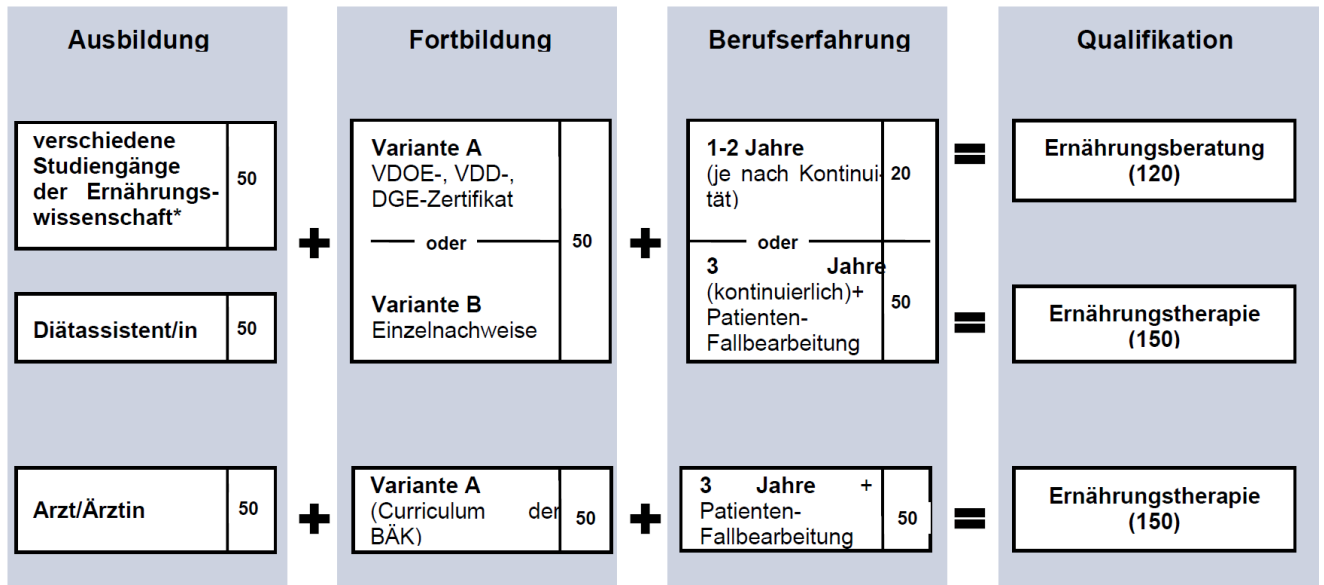 Ausbildung
Fortbildung
Berufserfahrung
Qualifikation
verschiedene
Studiengänge
der Ernährungs-
wissenschaft*
50
+
Variante A
VDOE-, VDD-,
DGE-Zertifikat
oder
Variante B
Einzelnachweise
50
+
1-2 Jahre
(je nach Kontinui-
tät)
20
oder
3 Jahre
(kontinuierlich)+
Patienten-
Fallbearbeitung
50
=
Ernährungsberatung
(120)
Diätassistent/in
50
=
Ernährungstherapie
(150)
Arzt/Ärztin
50
+
Variante A
(Curriculum der
BÄK)
50
+
3 Jahre +
Patienten-
Fallbearbeitung
50
=
Ernährungstherapie
(150)